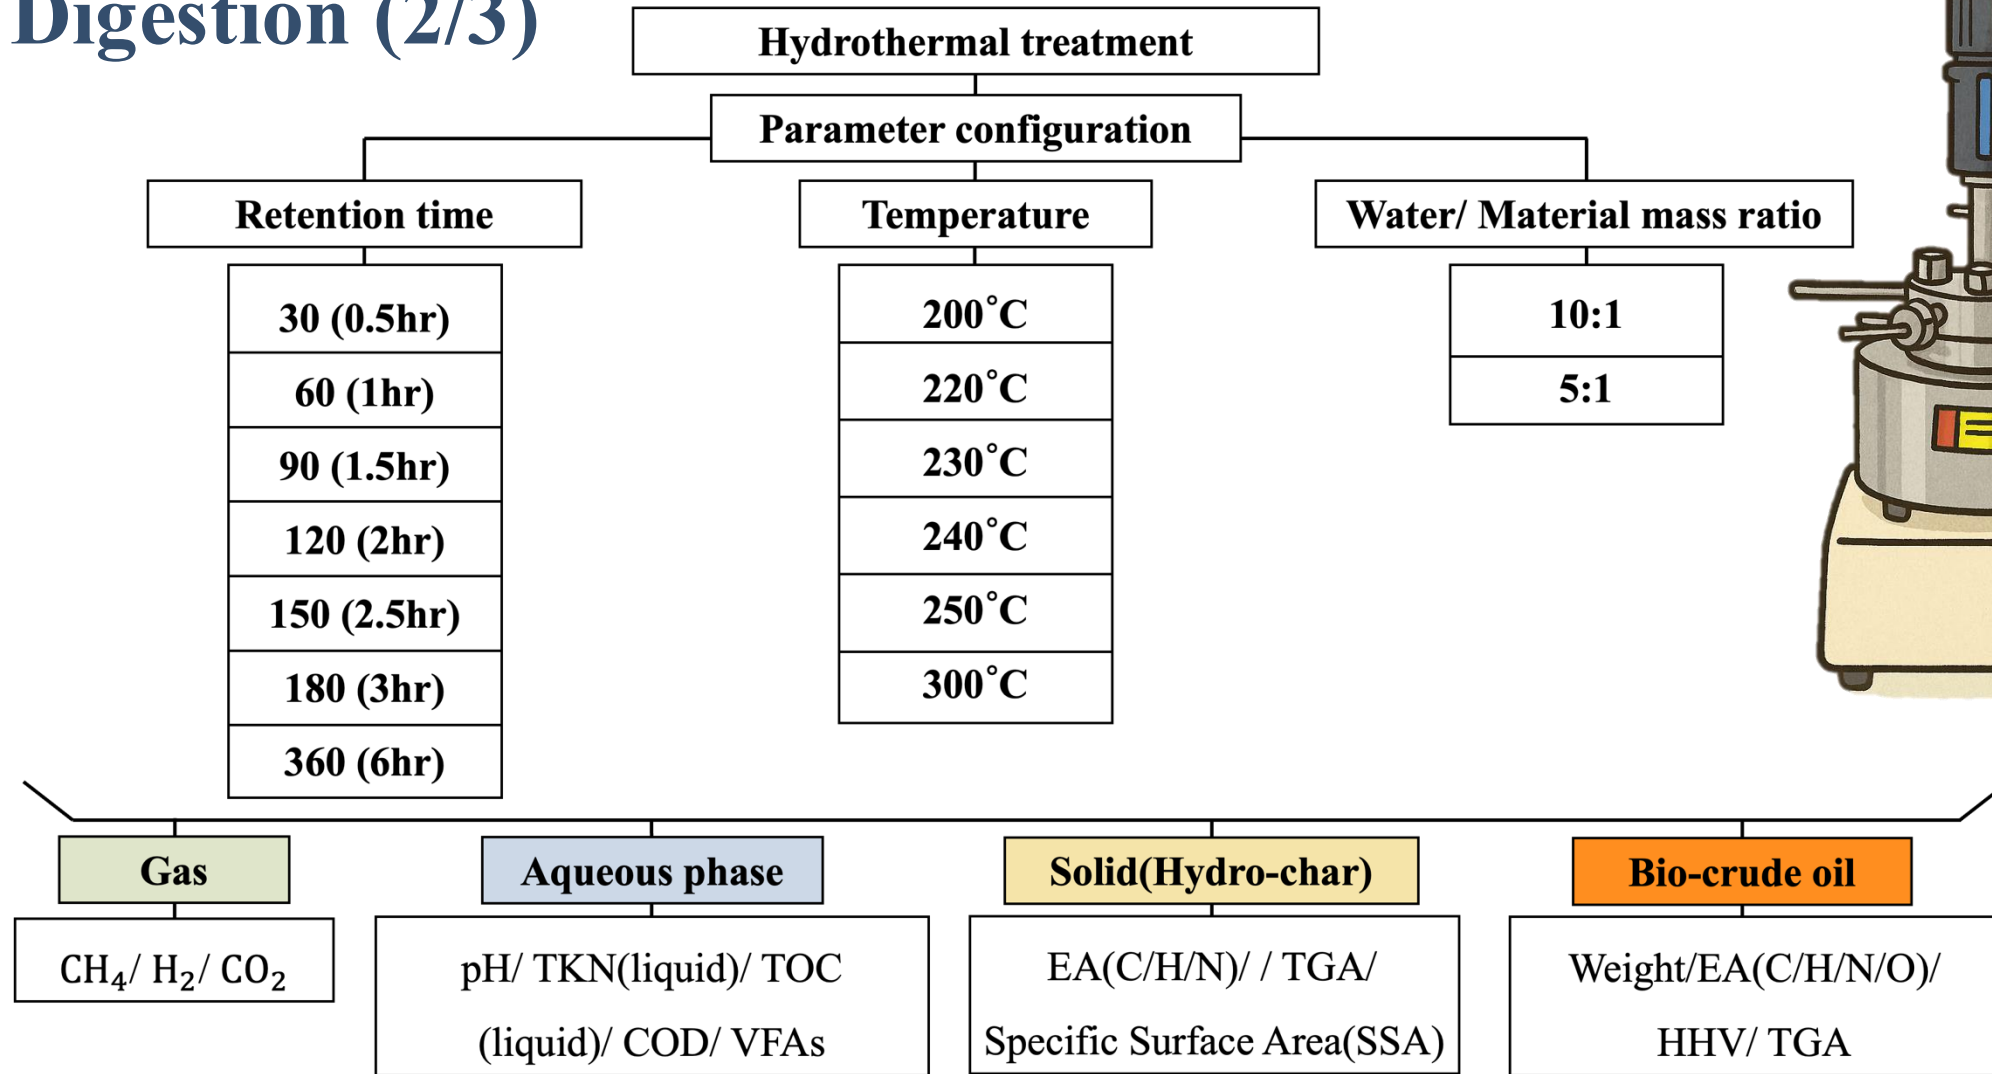 Digestion (2/3)
Hydrothermal treatment
Parameter configuration
Retention time
Temperature
Water/ Material mass ratio
30 (0.5hr)
60 (1hr)
90 (1.5hr)
120 (2hr)
150 (2.5hr)
180 (3hr)
360 (6hr)
200˚C
220˚C
230˚C
240˚C
250˚C
300˚C
10:1
5:1
Gas
CH₄/ H₂/ CO₂
Aqueous phase
pH/ TKN(liquid)/ TOC
(liquid)/ COD/ VFAs
Solid(Hydro-char)
EA(C/H/N)/ / TGA/
Specific Surface Area(SSA)
Bio-crude oil
Weight/EA(C/H/N/O)/
HHV/ TGA